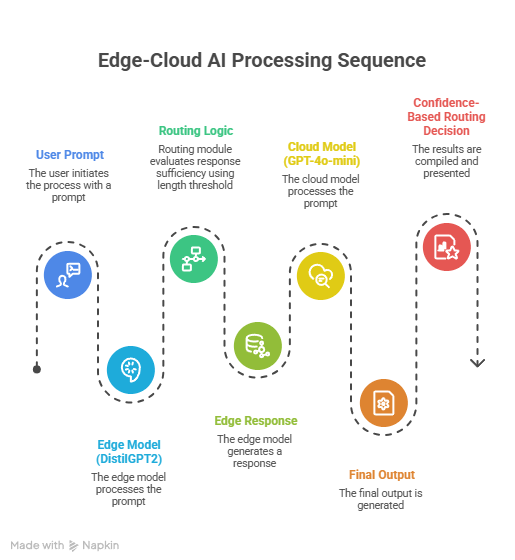 Edge-Cloud AI Processing Sequence
User Prompt
The user initiates
the process with a
prompt
Edge Model
(DistilGPT2)
The edge model
processes the
prompt
Routing Logic
Routing module
evaluates response
sufficiency using
length threshold
Edge Response
The edge model
generates a
response
Cloud Model
(GPT-4o-mini)
The cloud model
processes the
prompt
Final Output
The final output is
generated
Confidence-
Based Routing
Decision
The results are
compiled and
presented
Made with Napkin